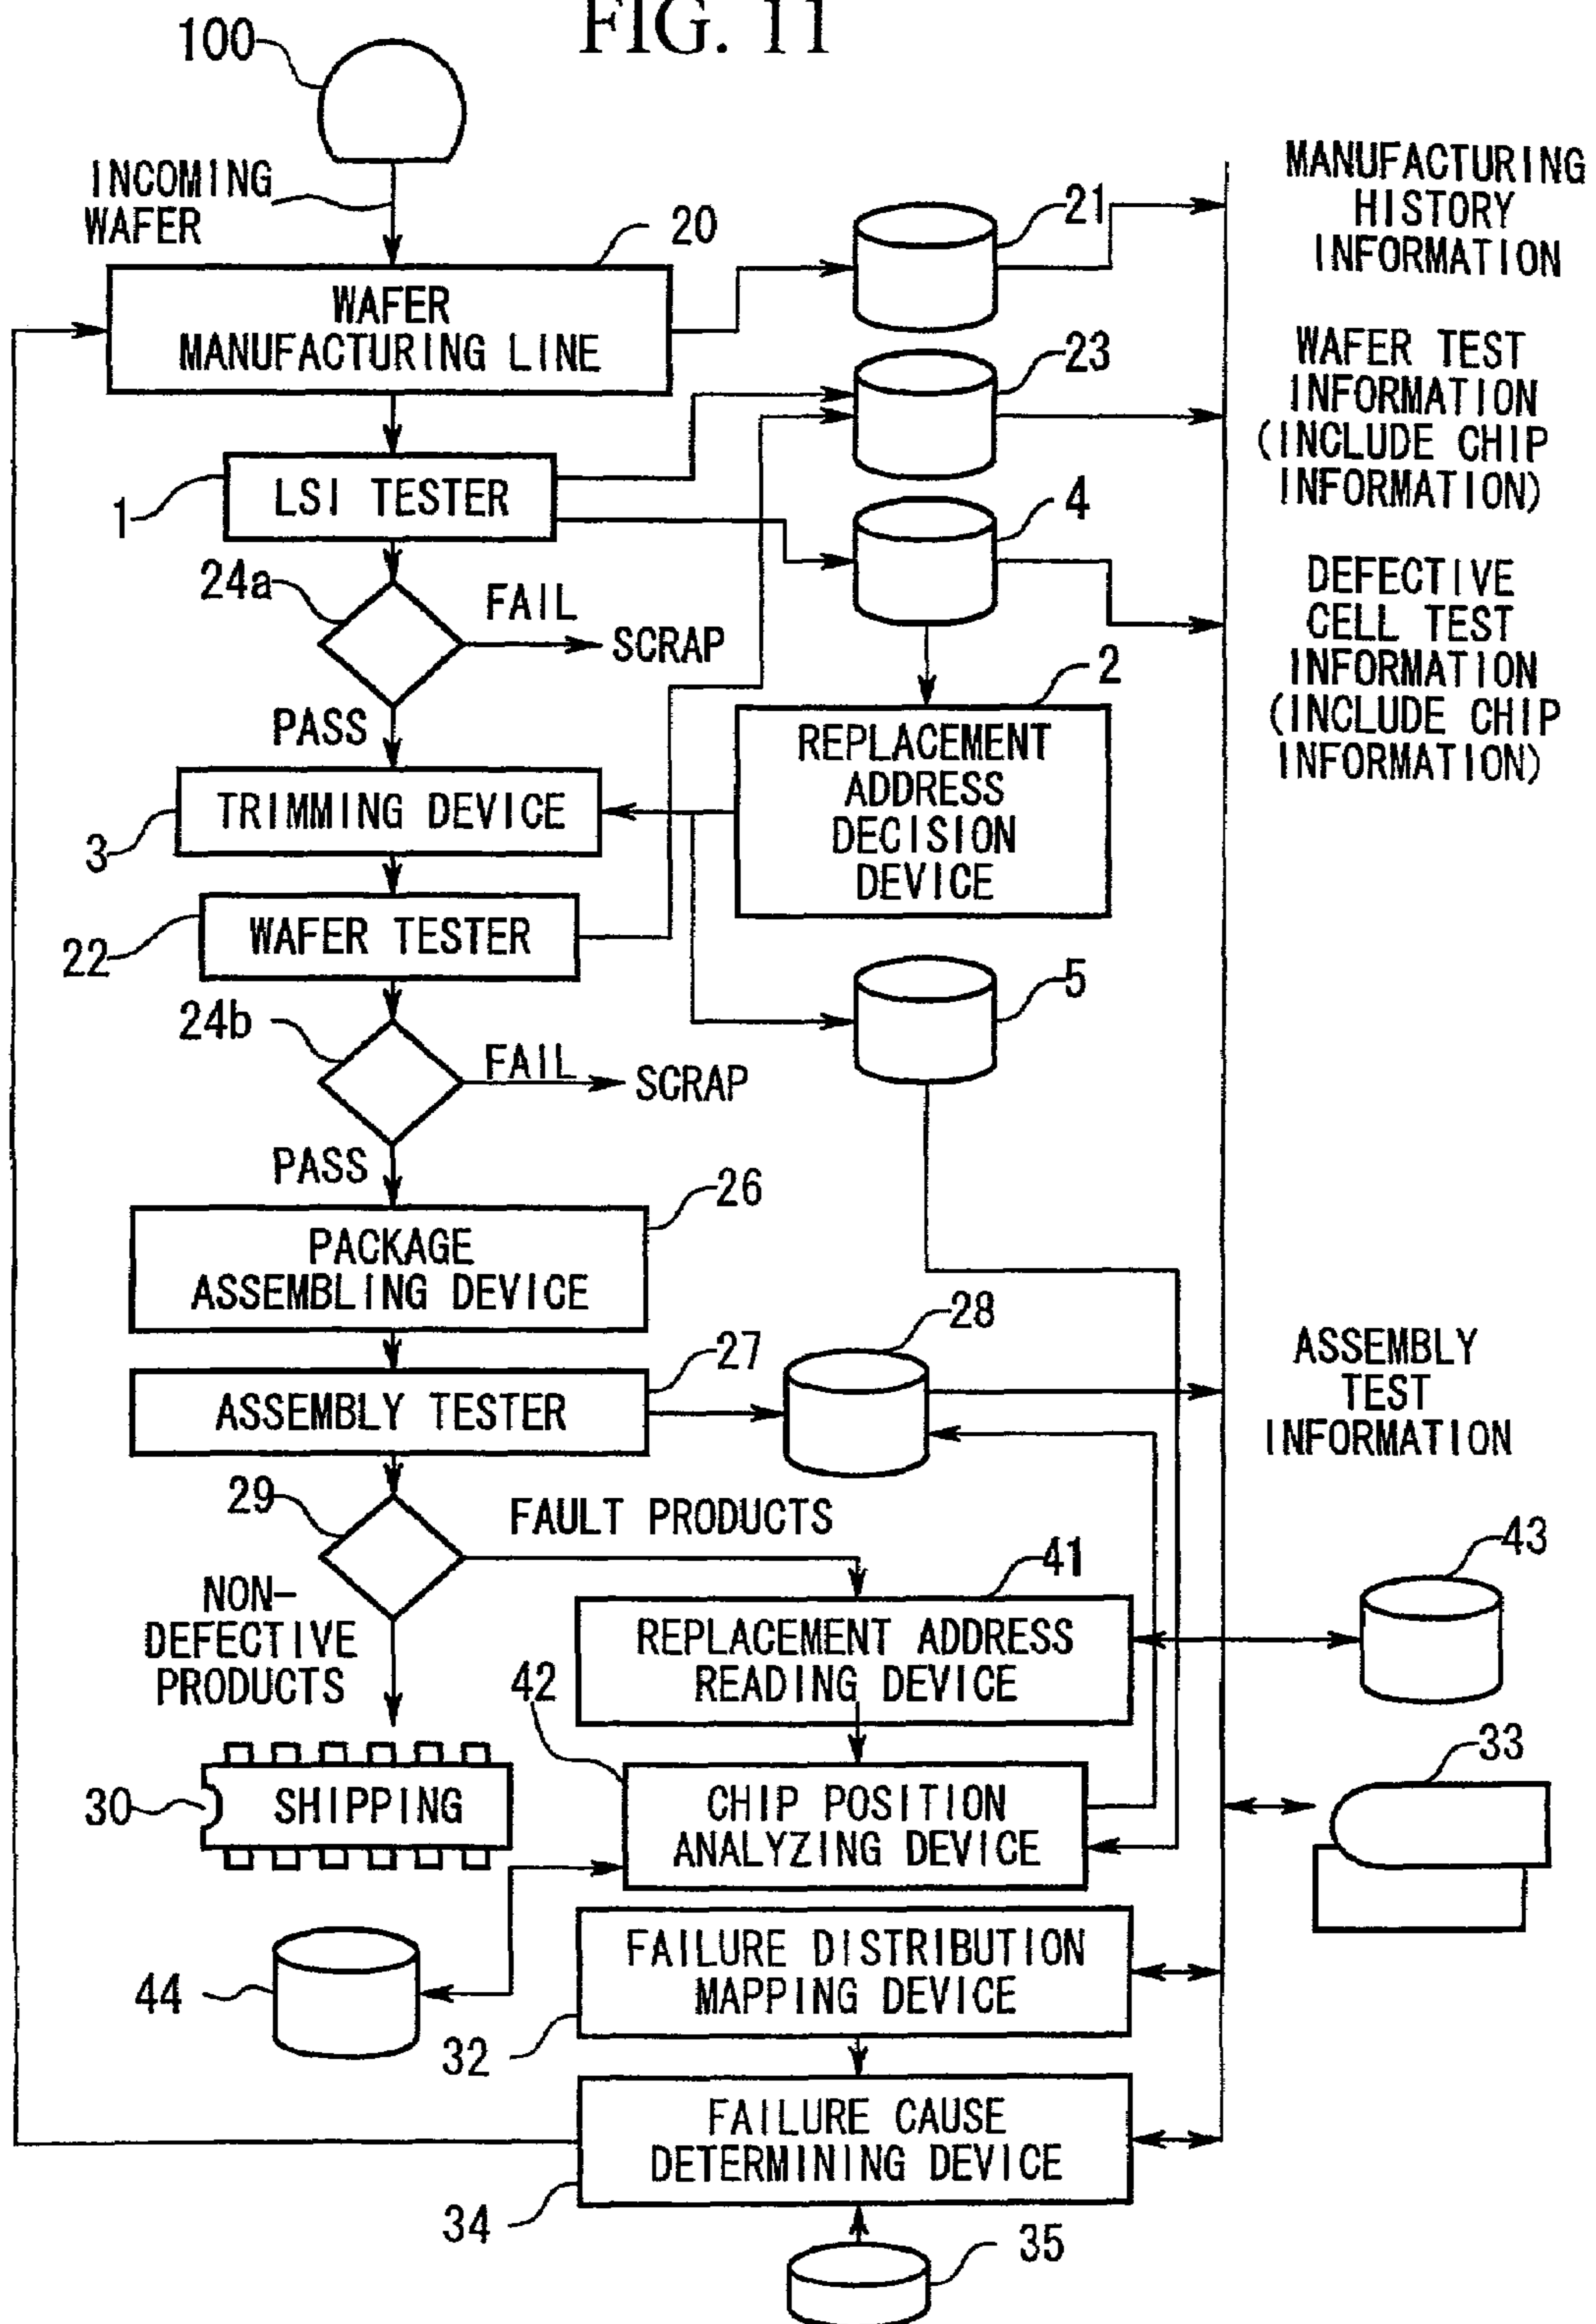 FIG. 11
100
INCOMING
WAFER
20
21
MANUFACTURING
HISTORY
INFORMATION
WAFER
MANUFACTURING LINE
23
WAFER TEST
INFORMATION
(INCLUDE CHIP
INFORMATION)
1
LSI TESTER
4
24a
FAIL
SCRAP
DEFECTIVE
CELL TEST
INFORMATION
(INCLUDE CHIP
INFORMATION)
PASS
2
REPLACEMENT
ADDRESS
DECISION
DEVICE
3
TRIMMING DEVICE
22
WAFER TESTER
5
24b
FAIL
SCRAP
PASS
26
PACKAGE
ASSEMBLING DEVICE
28
27
ASSEMBLY TESTER
ASSEMBLY
TEST
INFORMATION
29
FAULT PRODUCTS
NON-
DEFECTIVE
PRODUCTS
41
43
REPLACEMENT ADDRESS
READING DEVICE
42
33
30
SHIPPING
CHIP POSITION
ANALYZING DEVICE
44
FAILURE DISTRIBUTION
MAPPING DEVICE
32
FAILURE CAUSE
DETERMINING DEVICE
34
35